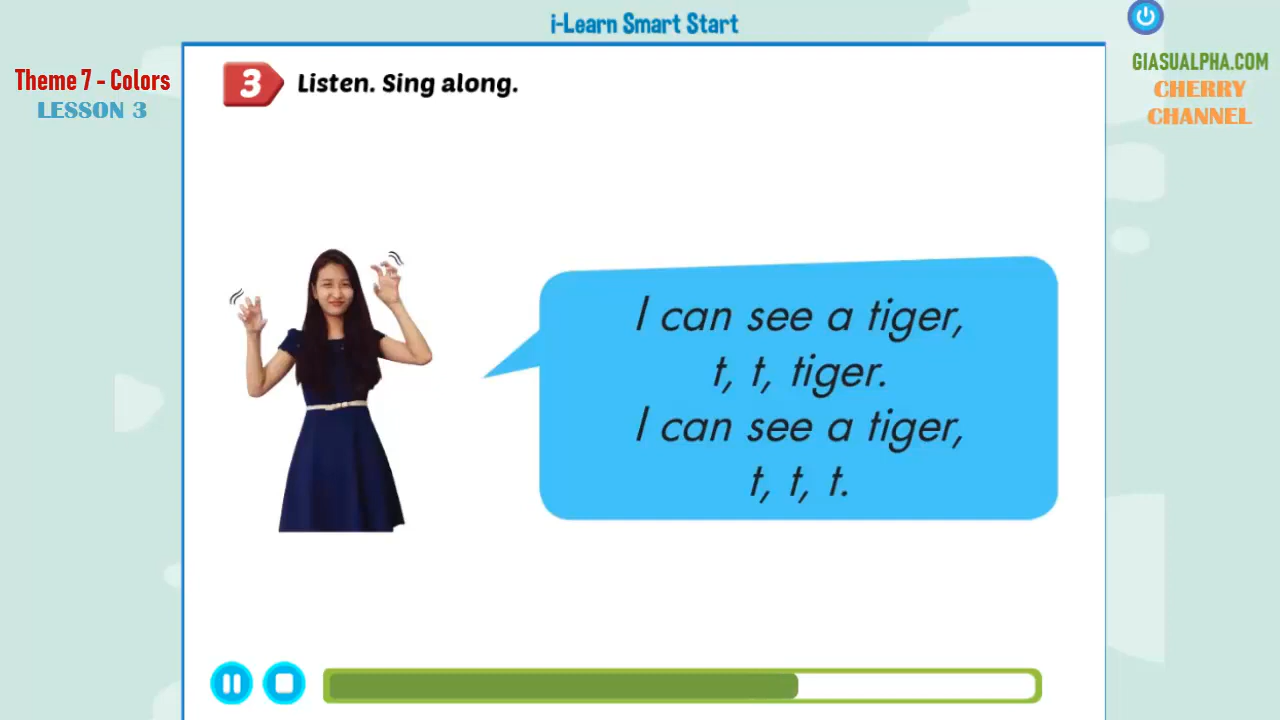 i-Learn Smart Start
Theme 7 - Colors
LESSON 3
GIASUALPHA.COM
CHERRY
CHANNEL
3 Listen. Sing along.
I can see a tiger,
t, t, tiger.
I can see a tiger,
t, t, t.